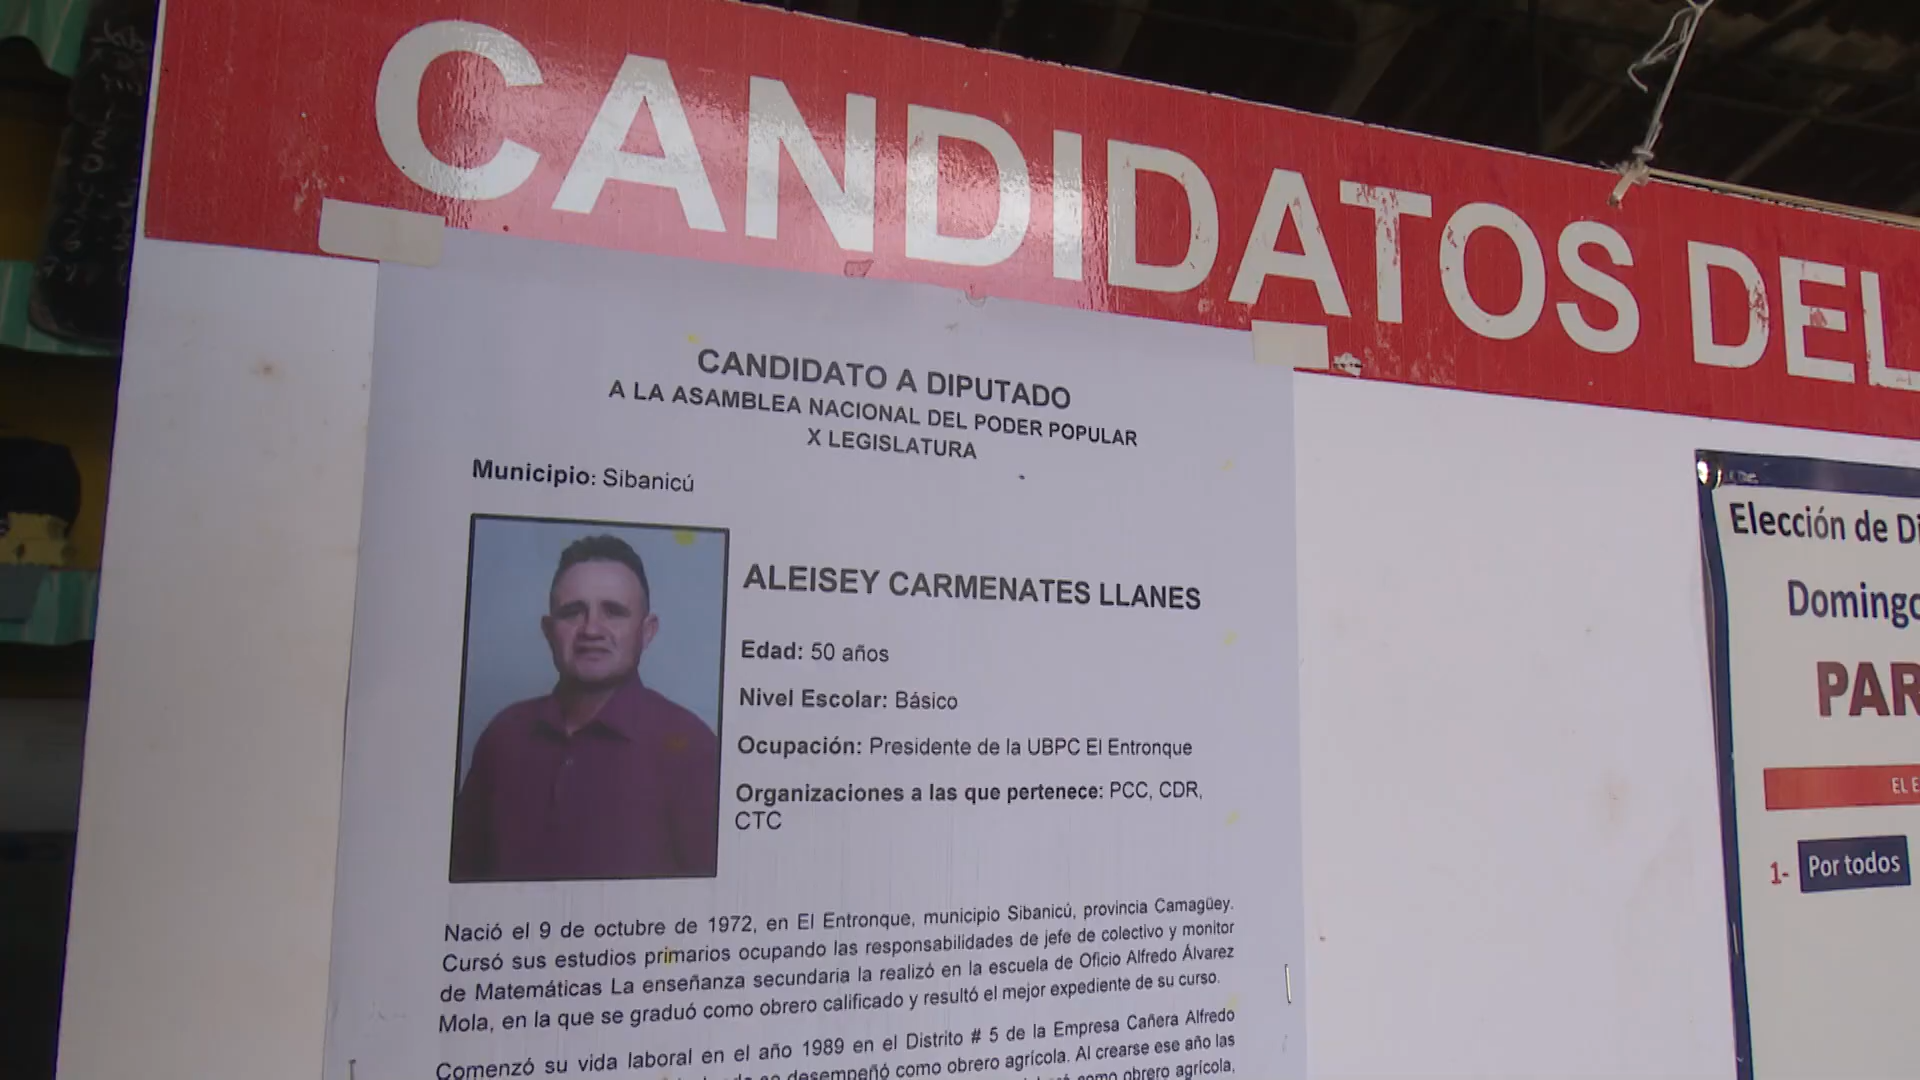 CANDIDATOS DEL
CANDIDATO A DIPUTADO
A LA ASAMBLEA NACIONAL DEL PODER POPULAR
X LEGISLATURA
Municipio: Sibanicú
ALEISEY CARMENATES LLANES
Edad: 50 años
Nivel Escolar: Básico
Ocupación: Presidente de la UBPC El Entronque
Organizaciones a las que pertenece: PCC, CDR,
CTC
Nació el 9 de octubre de 1972, en El Entronque, municipio Sibanicú, provincia Camagüey.
Cursó sus estudios primarios ocupando las responsabilidades de jefe de colectivo y monitor
de Matemáticas La enseñanza secundaria la realizó en la escuela de Oficio Alfredo Álvarez
Mola, en la que se graduó como obrero calificado y resultó el mejor expediente de su curso.
Comenzó su vida laboral en el año 1989 en el Distrito # 5 de la Empresa Cañera Alfredo
desempeñó como obrero agrícola. Al crearse ese año las
como obrero agrícola,
Elección de Di
Domingo
PAR
EL E
1- Por todos